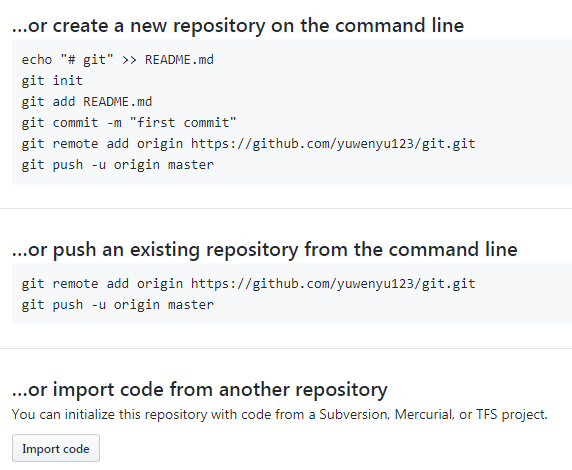 ...or create a new repository on the command line
echo "# git" >> README.md
git init
git add README.md
git commit -m "first commit"
git remote add origin https://github.com/yuwenyu123/git.git
git push -u origin master
...or push an existing repository from the command line
git remote add origin https://github.com/yuwenyu123/git.git
git push -u origin master
...or import code from another repository
You can initialize this repository with code from a Subversion, Mercurial, or TFS project.
Import code